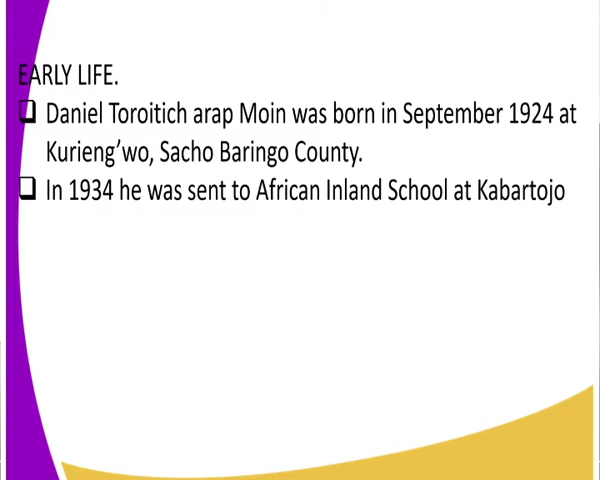 EARLY LIFE.
❑ Daniel Toroitich arap Moin was born in September 1924 at
Kurieng’wo, Sacho Baringo County.
❑ In 1934 he was sent to African Inland School at Kabartojo